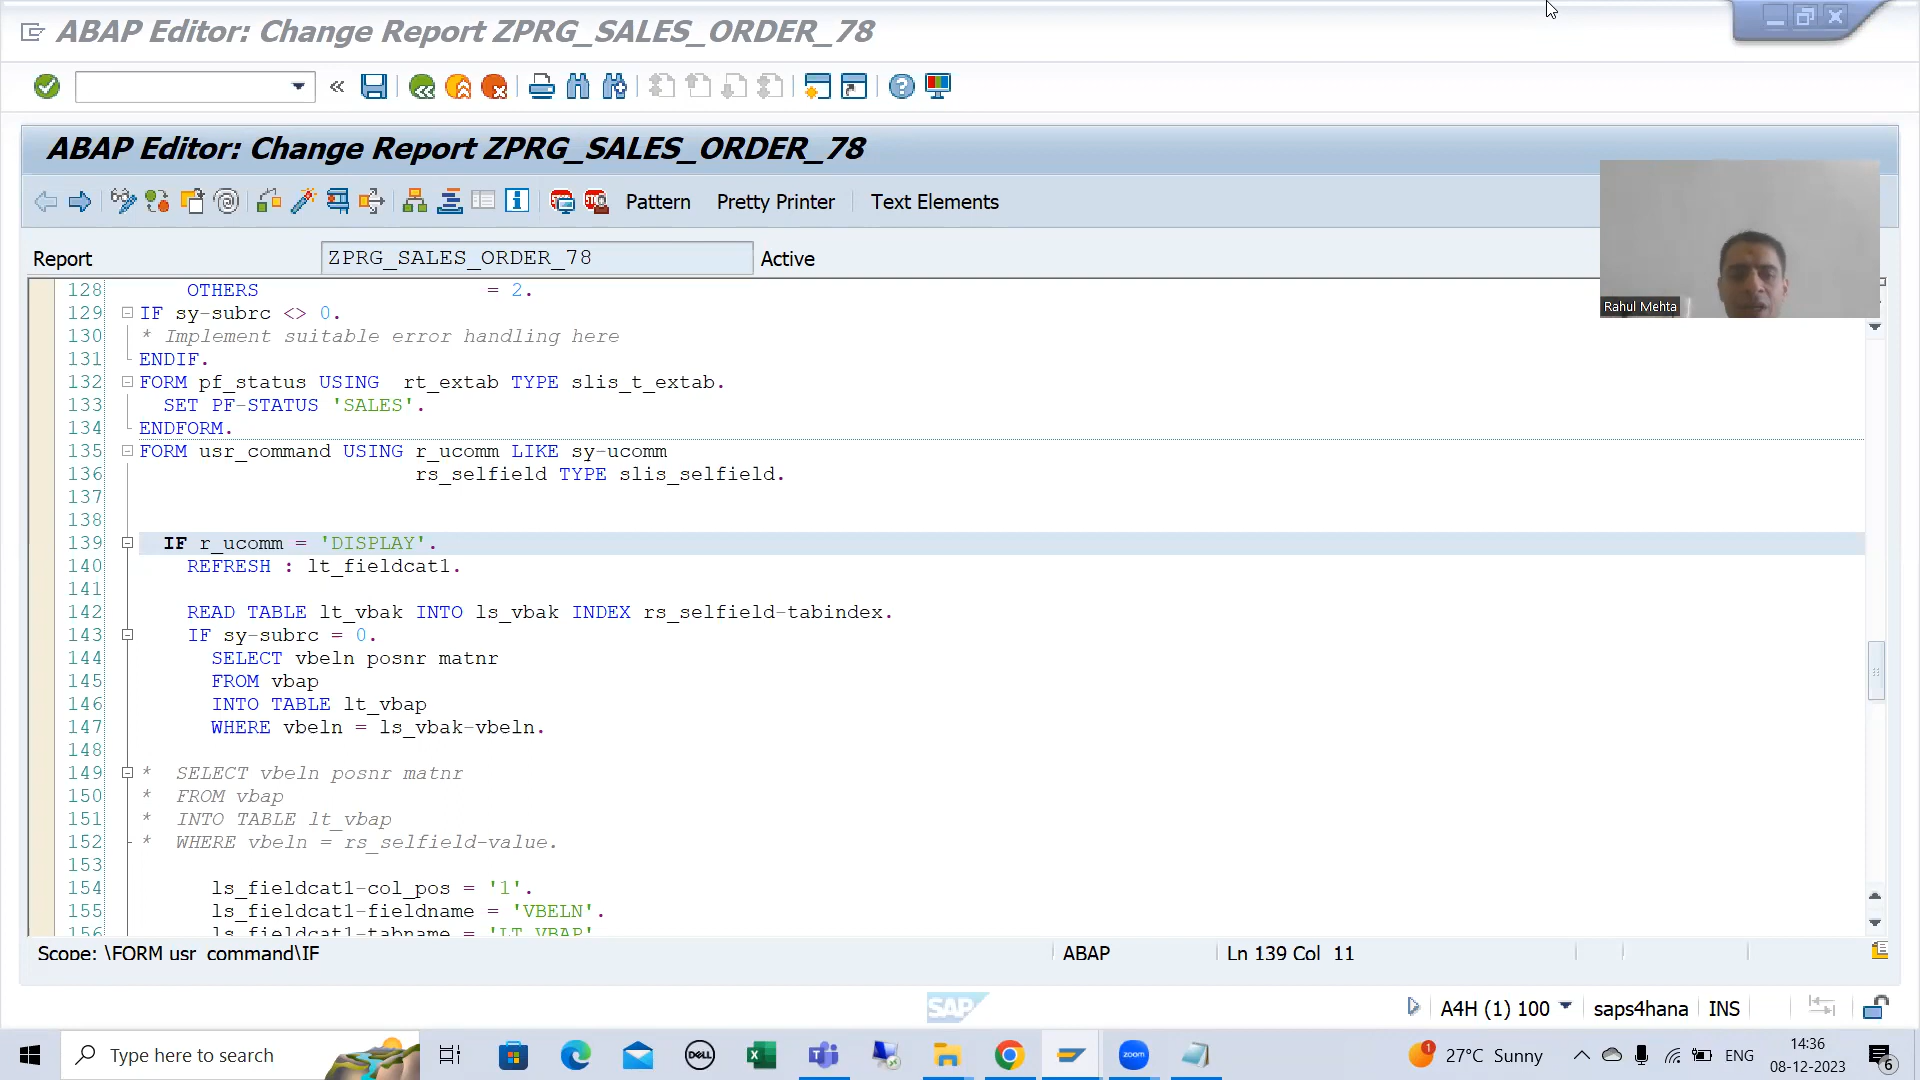 ABAP Editor: Change Report ZPRG_SALES_ORDER_78
ABAP Editor: Change Report ZPRG_SALES_ORDER_78
Pattern Pretty Printer Text Elements
Report ZPRG_SALES_ORDER_78 Active
Rahul Mehta
128 OTHERS = 2.
129 IF sy-subrc <> 0.
130 * Implement suitable error handling here
131 ENDIF.
132 FORM pf_status USING rt_extab TYPE slis_t_extab.
133 SET PF-STATUS 'SALES'.
134 ENDFORM.
135 FORM usr_command USING r_ucomm LIKE sy-ucomm
136 rs_selfield TYPE slis_selfield.
137
138
139 IF r_ucomm = 'DISPLAY'.
140 REFRESH : lt_fieldcat1.
141
142 READ TABLE lt_vbak INTO ls_vbak INDEX rs_selfield-tabindex.
143 IF sy-subrc = 0.
144 SELECT vbeln posnr matnr
145 FROM vbap
146 INTO TABLE lt_vbap
147 WHERE vbeln = ls_vbak-vbeln.
148
149 * SELECT vbeln posnr matnr
150 * FROM vbap
151 * INTO TABLE lt_vbap
152 * WHERE vbeln = rs_selfield-value.
153
154 ls_fieldcat1-col_pos = '1'.
155 ls_fieldcat1-fieldname = 'VBELN'.
156 ls_fieldcat1-tabname = 'LT_VBAP'
Scope: \FORM usr_command\IF ABAP Ln 139 Col 11
SAP A4H (1) 100 saps4hana INS
Type here to search DELL zoom 1 27°C Sunny ENG 14:36
08-12-2023 6